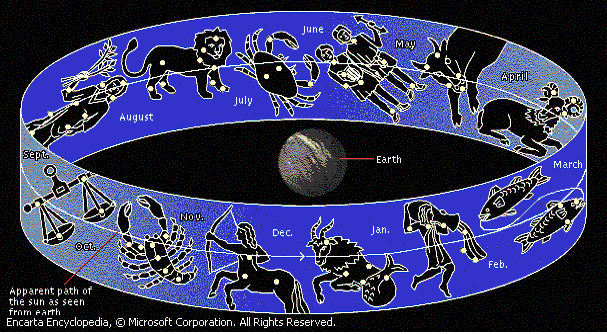 June
May
April
July
August
March
Sept.
Earth
Nov.
Dec.
Jan.
Feb.
Oct.
Apparent path
of the sun as seen
from earth
Encarta Encyclopedia, © Microsoft Corporation. All Rights Reserved.